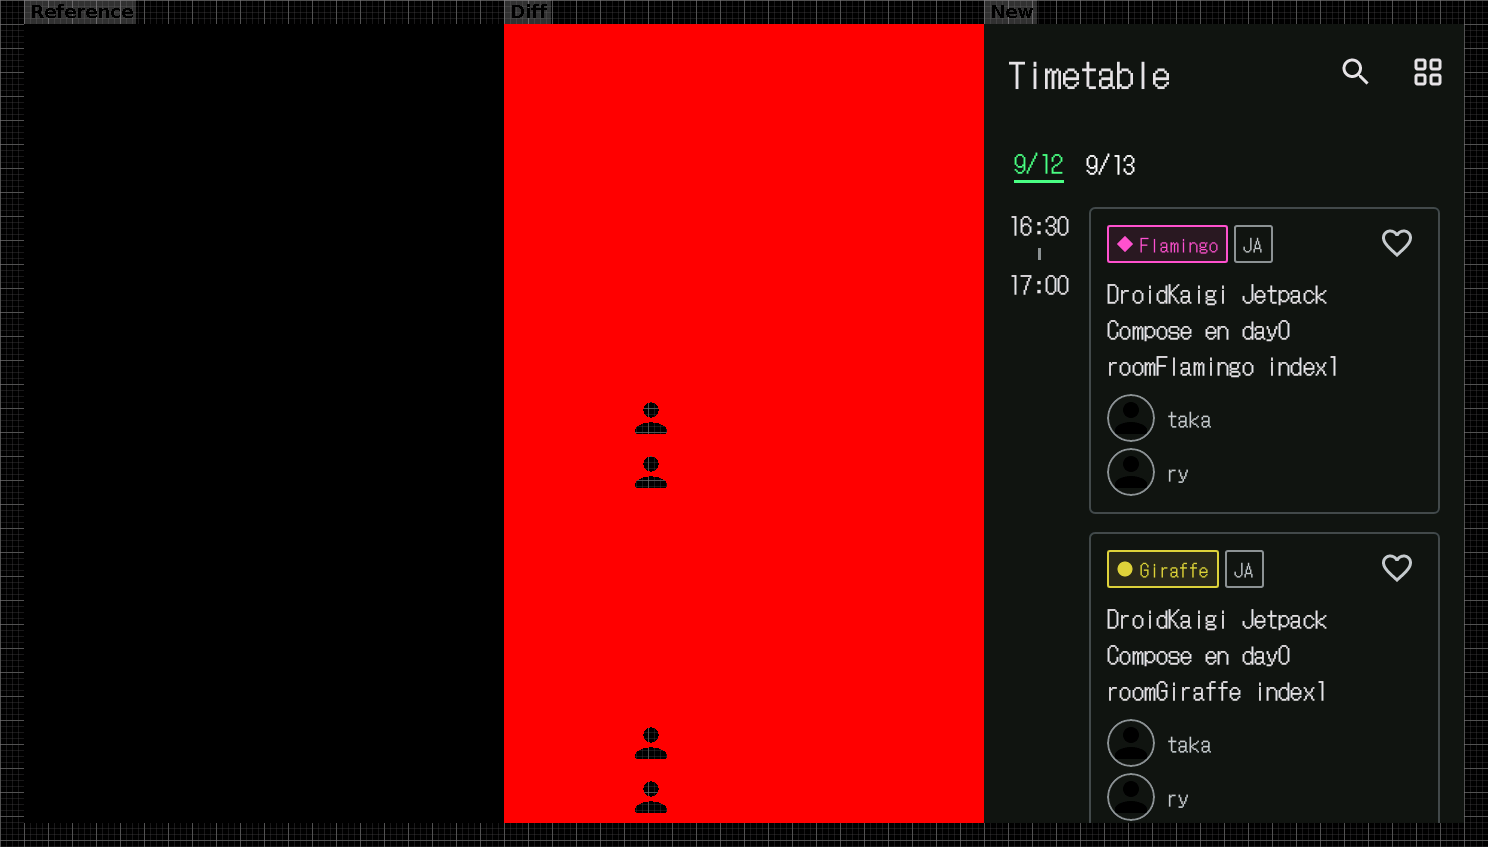 Reference
Diff
New
Timetable
9/12 9/13
16:30
17:00
Flamingo JA
DroidKaigi Jetpack
Compose en day0
roomFlamingo index1
taka
ry
Giraffe JA
DroidKaigi Jetpack
Compose en day0
roomGiraffe index1
taka
ry